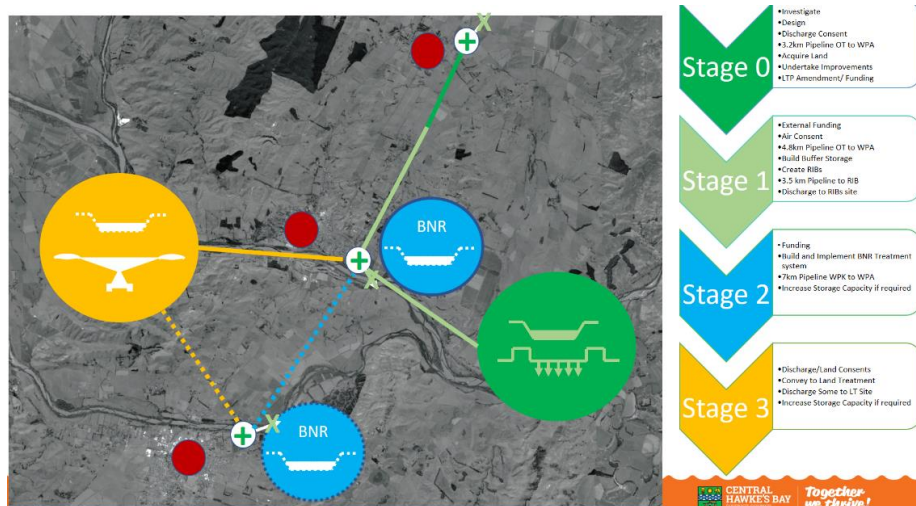 X
BNR
X
BNR
X
Stage 0
•Investigate
•Design
•Discharge Consent
•3.2km Pipeline OT to WPA
•Acquire Land
•Undertake Improvements
•LTP Amendment/ Funding
Stage 1
•External Funding
•Air Consent
•4.8km Pipeline OT to WPA
•Build Buffer Storage
•Create RIBs
•3.5 km Pipeline to RIB
•Discharge to RIBs site
Stage 2
•Funding
•Build and Implement BNR Treatment
system
•7km Pipeline WPK to WPA
•Increase Storage Capacity if required
Stage 3
•Discharge/Land Consents
•Convey to Land Treatment
•Discharge Some to LT Site
•Increase Storage Capacity if required
CENTRAL
HAWKE'S BAY
Together
we thrive!